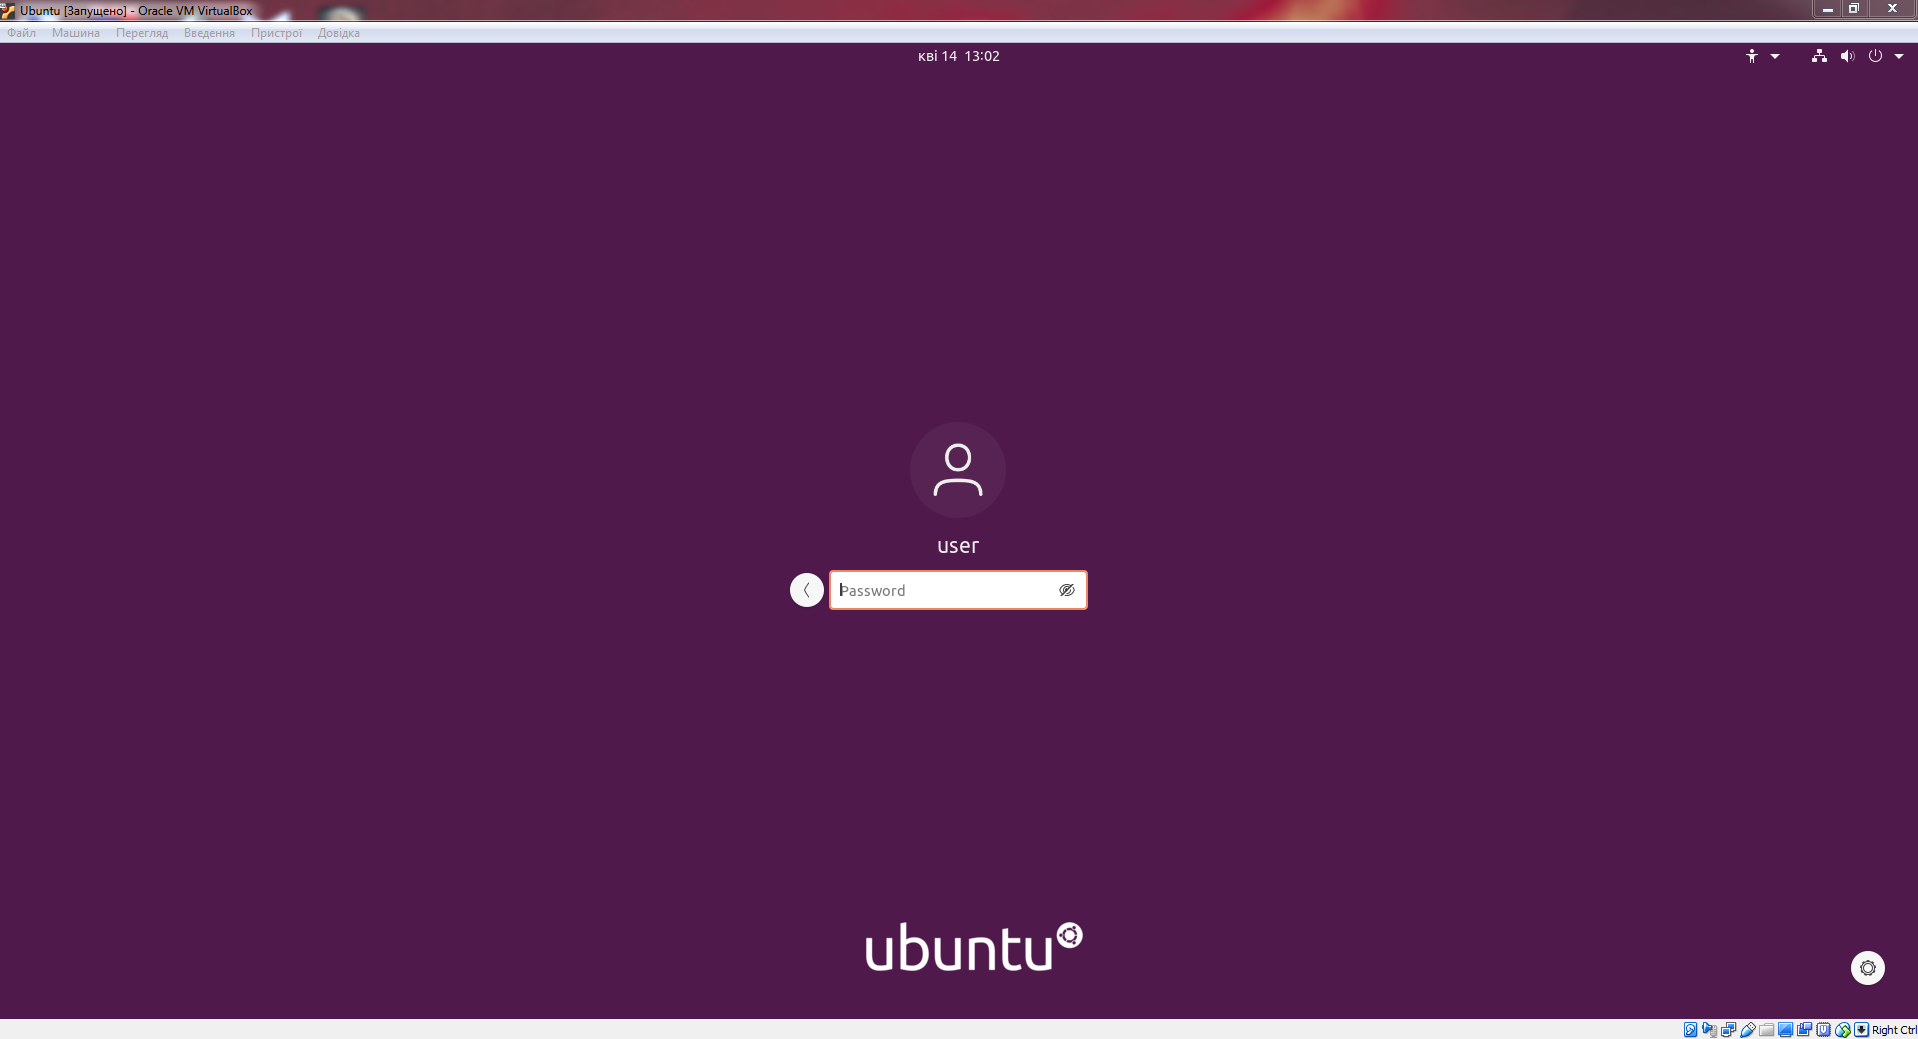 Ubuntu [Запущено] - Oracle VM VirtualBox
Файл Машина Перегляд Введення Пристрої Довідка
кві 14 13:02
user
Password
ubuntu
Right Ctrl